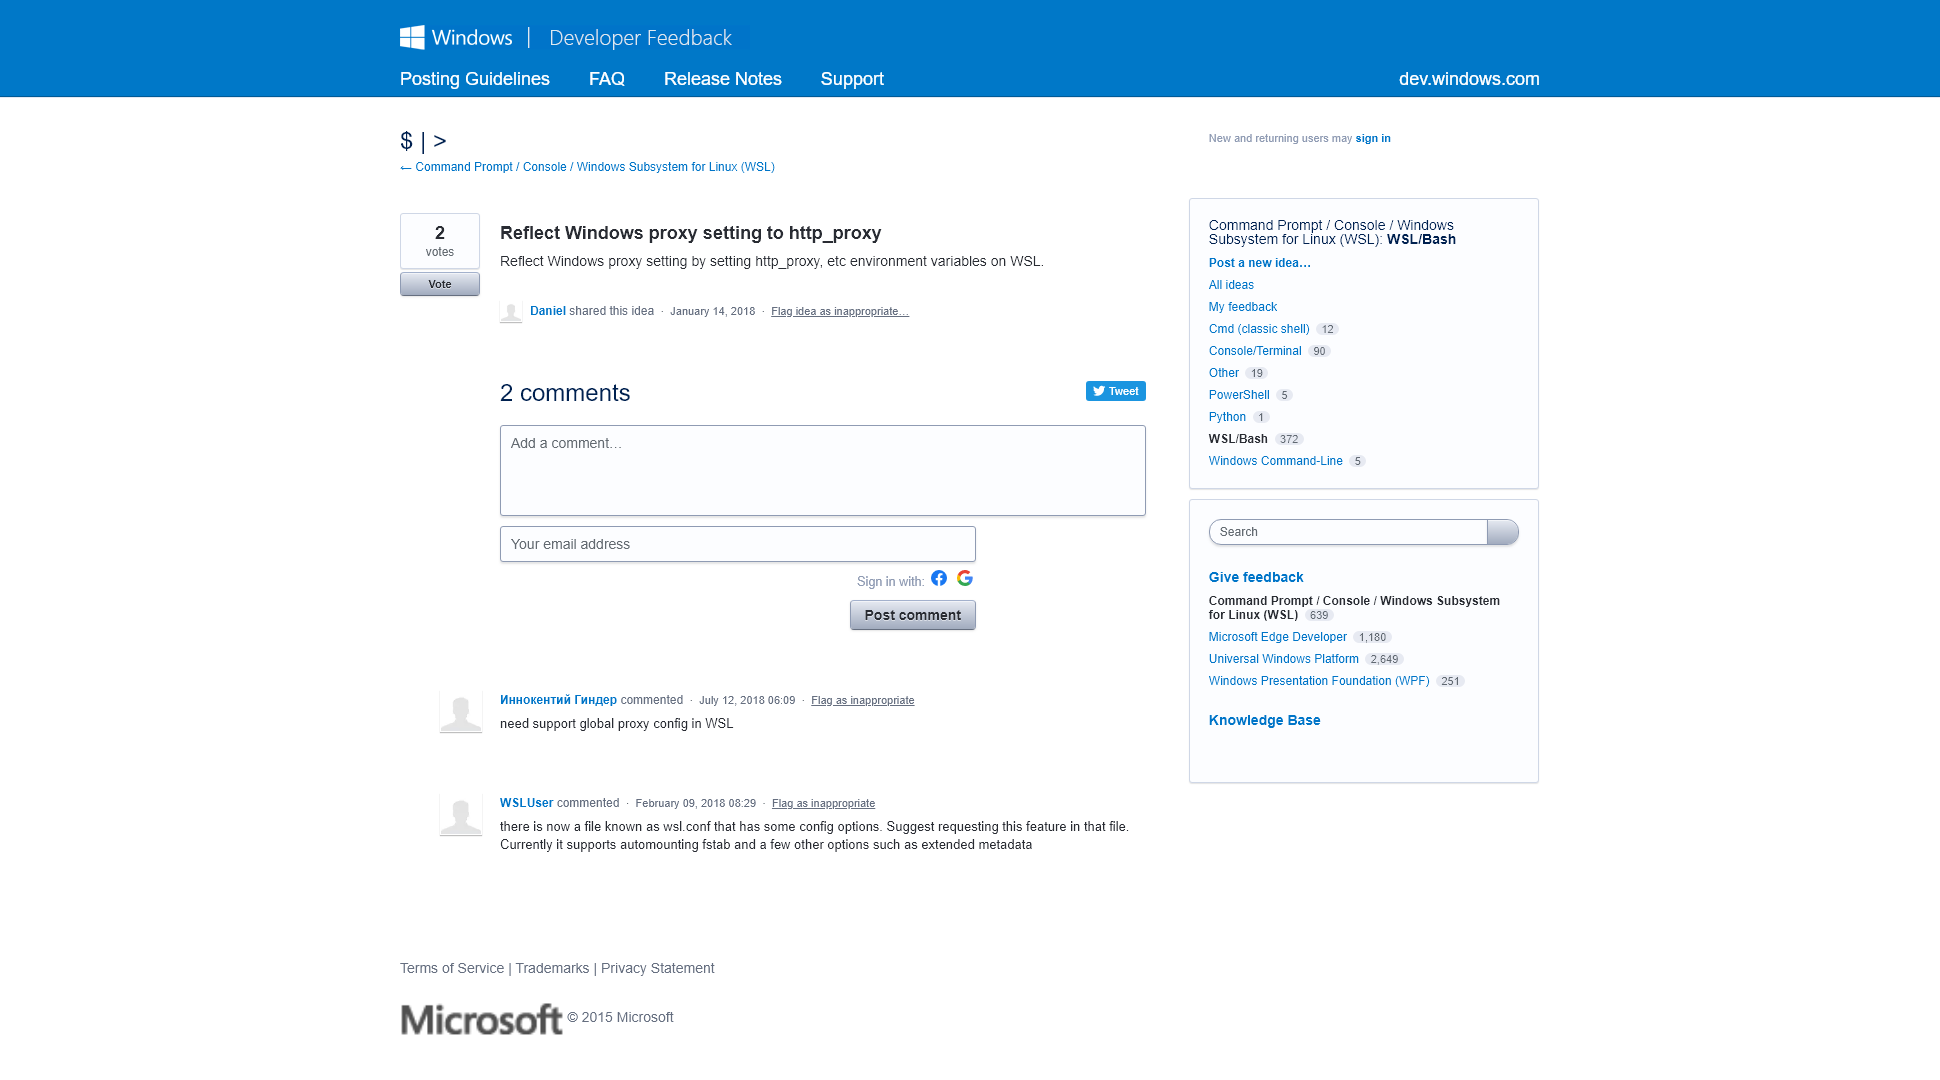 Windows | Developer Feedback
Posting Guidelines FAQ Release Notes Support dev.windows.com
$ | >
← Command Prompt / Console / Windows Subsystem for Linux (WSL)
New and returning users may sign in
2
votes
Vote
Reflect Windows proxy setting to http_proxy
Reflect Windows proxy setting by setting http_proxy, etc environment variables on WSL.
Daniel shared this idea · January 14, 2018 · Flag idea as inappropriate…
2 comments
Tweet
Add a comment…
Your email address
Sign in with:
Post comment
Иннокентий Гиндер commented · July 12, 2018 06:09 · Flag as inappropriate
need support global proxy config in WSL
WSLUser commented · February 09, 2018 08:29 · Flag as inappropriate
there is now a file known as wsl.conf that has some config options. Suggest requesting this feature in that file.
Currently it supports automounting fstab and a few other options such as extended metadata
Command Prompt / Console / Windows
Subsystem for Linux (WSL): WSL/Bash
Post a new idea…
All ideas
My feedback
Cmd (classic shell) 12
Console/Terminal 90
Other 19
PowerShell 5
Python 1
WSL/Bash 372
Windows Command-Line 5
Search
Give feedback
Command Prompt / Console / Windows Subsystem
for Linux (WSL) 639
Microsoft Edge Developer 1,180
Universal Windows Platform 2,649
Windows Presentation Foundation (WPF) 251
Knowledge Base
Terms of Service | Trademarks | Privacy Statement
Microsoft © 2015 Microsoft